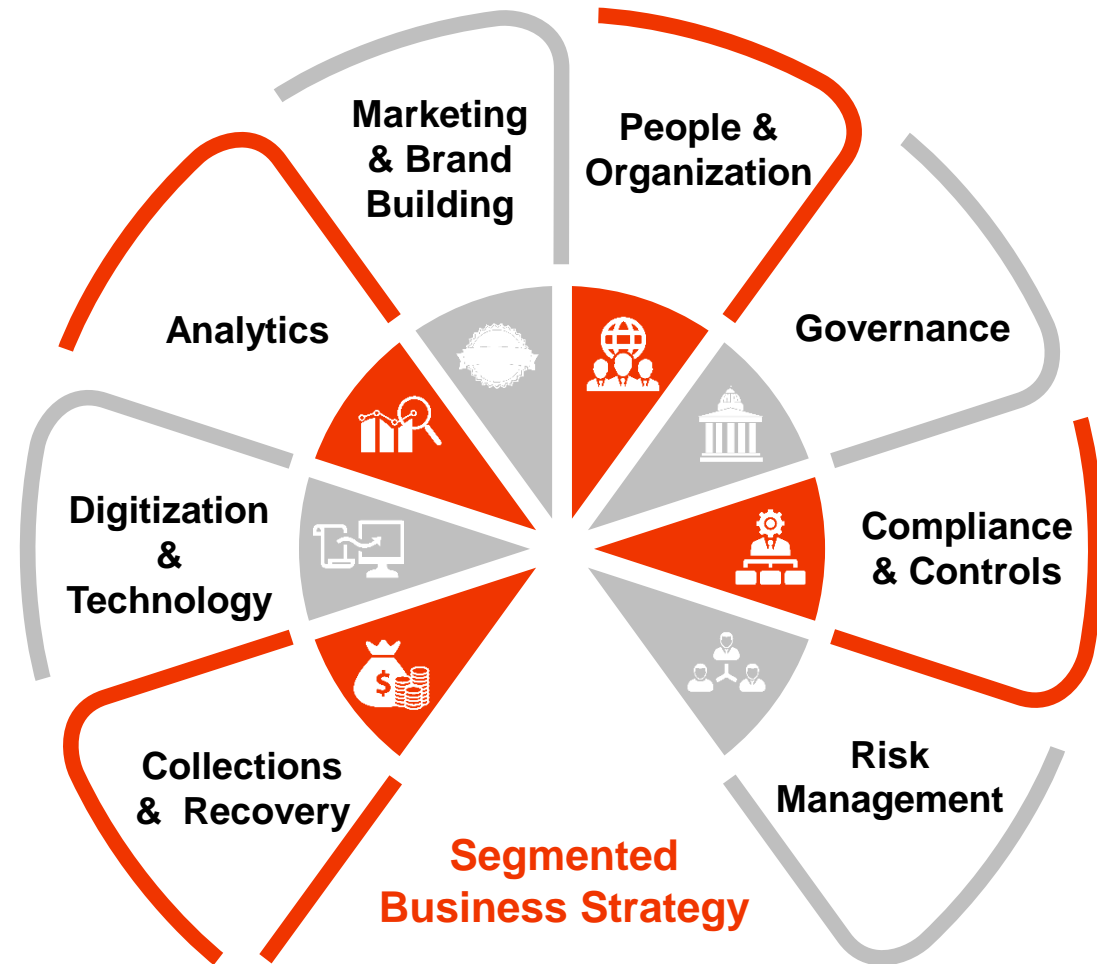 Marketing
& Brand
Building
People &
Organization
Analytics
Governance
Digitization
&
Technology
Compliance
& Controls
$
Collections
& Recovery
Risk
Management
Segmented
Business Strategy